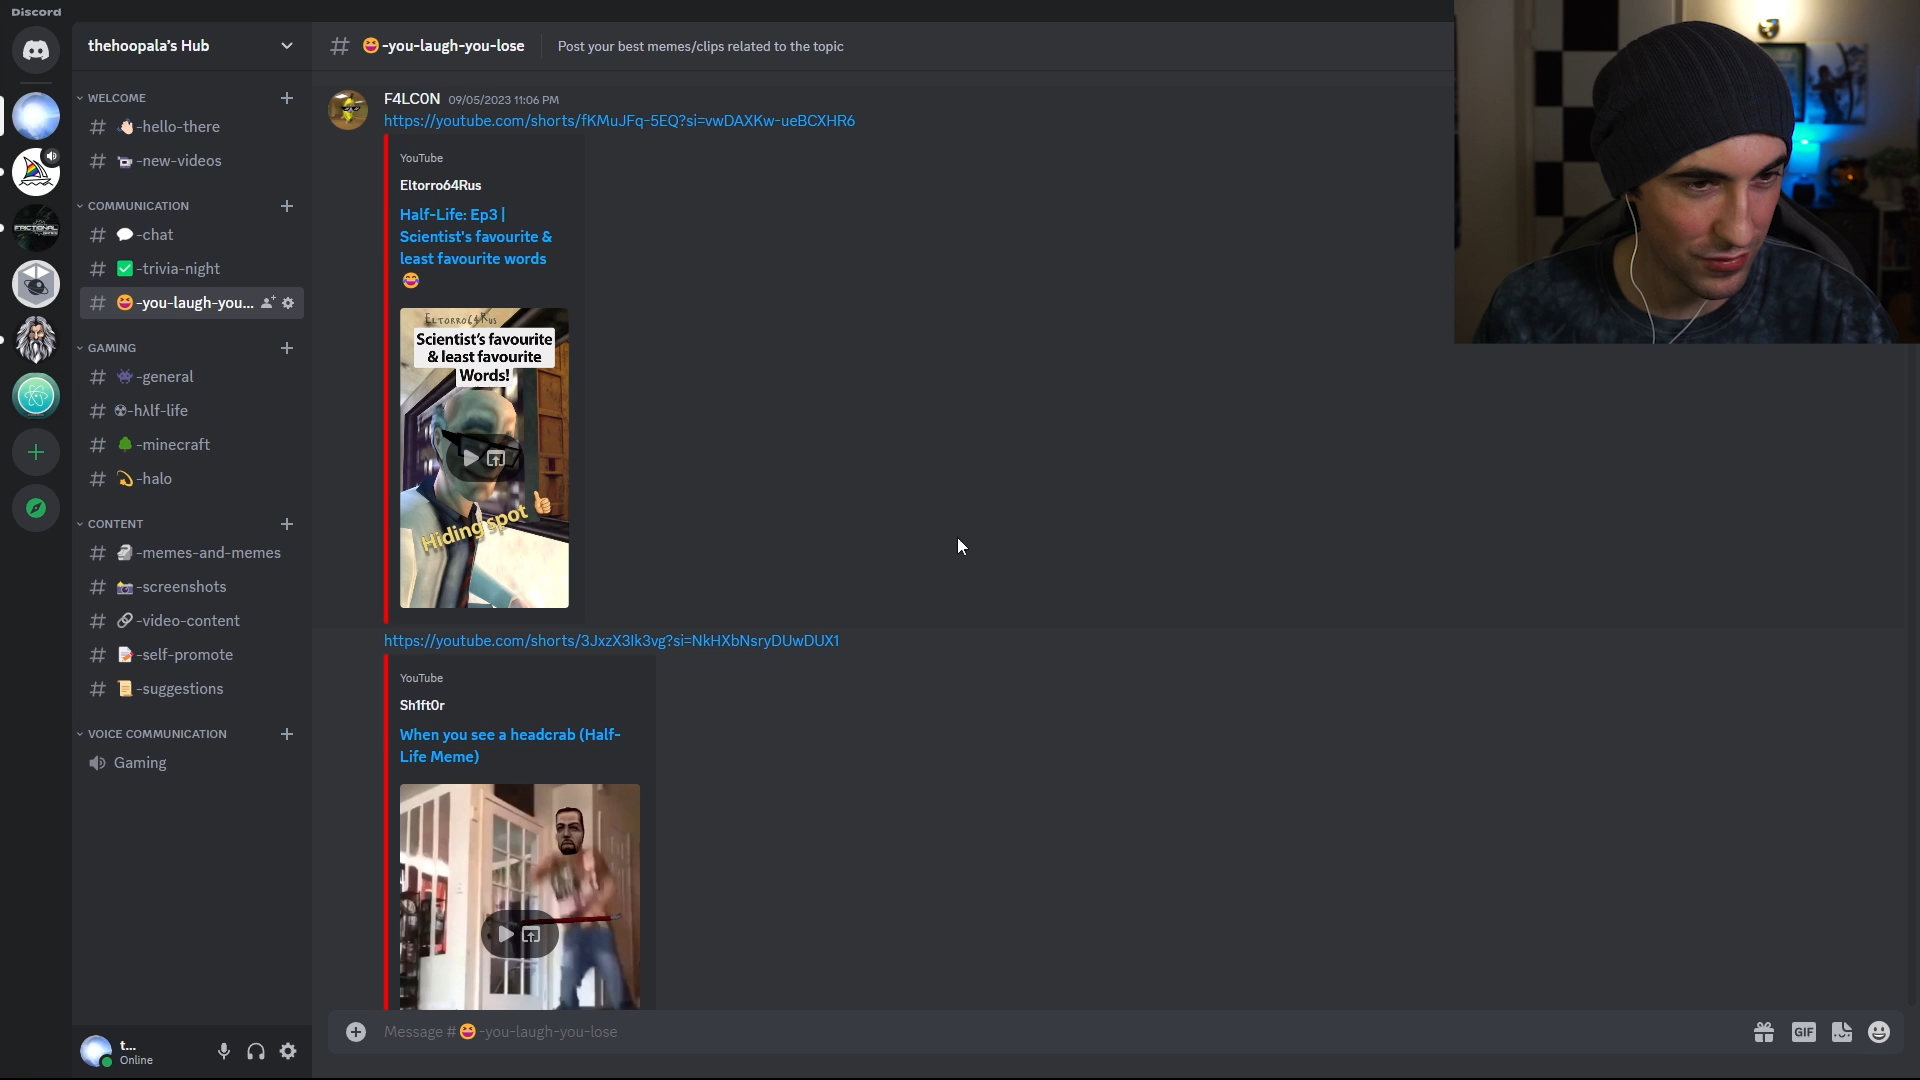 Discord
thehoopala's Hub
WELCOME
-hello-there
-new-videos
COMMUNICATION
-chat
-trivia-night
-you-laugh-you...
GAMING
-general
-hλlf-life
-minecraft
-halo
CONTENT
-memes-and-memes
-screenshots
-video-content
-self-promote
-suggestions
VOICE COMMUNICATION
Gaming
t...
Online
FRICTIONAL
# 😆-you-laugh-you-lose
Post your best memes/clips related to the topic
F4LC0N 09/05/2023 11:06 PM
https://youtube.com/shorts/fKMuJFq-5EQ?si=vwDAXKw-ueBCXHR6
YouTube
Eltorro64Rus
Half-Life: Ep3 |
Scientist's favourite &
least favourite words
😂
ELTORRO64RUS
Scientist's favourite
& least favourite
Words!
Hiding spot
https://youtube.com/shorts/3JxzX3Ik3vg?si=NkHXbNsryDUwDUX1
YouTube
Sh1ft0r
When you see a headcrab (Half-
Life Meme)
Message #😆-you-laugh-you-lose
GIF